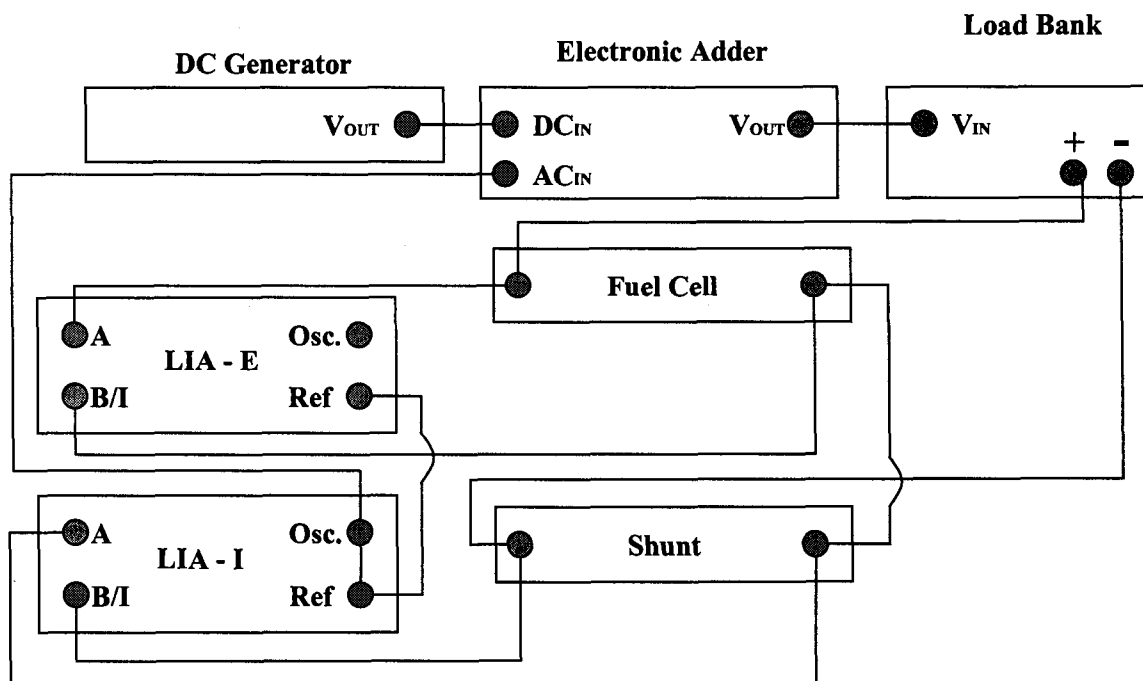 Load Bank
Electronic Adder
DC Generator
VOUT
DCIN
VOUT
VIN
ACIN
+ -
Fuel Cell
A
Osc.
LIA - E
B/I
Ref
A
Osc.
LIA - I
B/I
Ref
Shunt